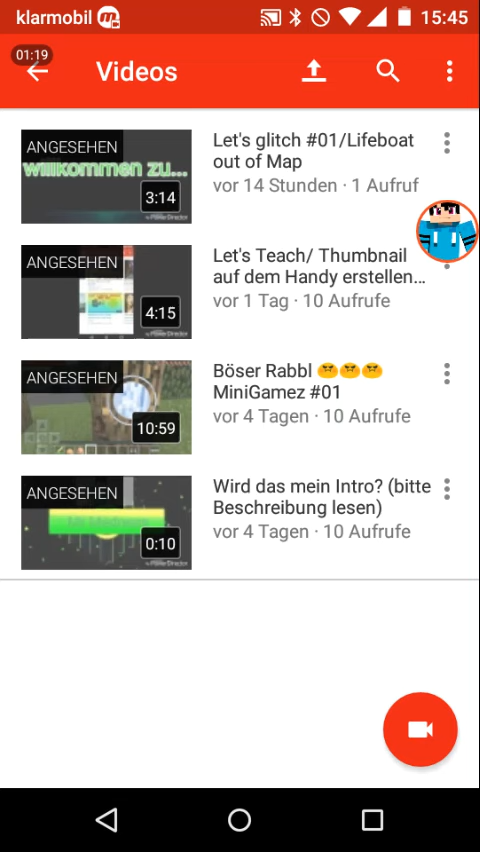 klarmobil
15:45
01:19
Videos
ANGESEHEN
willkommen zu...
3:14
PowerDirector
Let's glitch #01/Lifeboat
out of Map
vor 14 Stunden · 1 Aufruf
ANGESEHEN
4:15
PowerDirector
Let's Teach/ Thumbnail
auf dem Handy erstellen...
vor 1 Tag · 10 Aufrufe
ANGESEHEN
10:59
Böser Rabbl 😠😠😠
MiniGamez #01
vor 4 Tagen · 10 Aufrufe
ANGESEHEN
0:10
PowerDirector
Wird das mein Intro? (bitte
Beschreibung lesen)
vor 4 Tagen · 10 Aufrufe